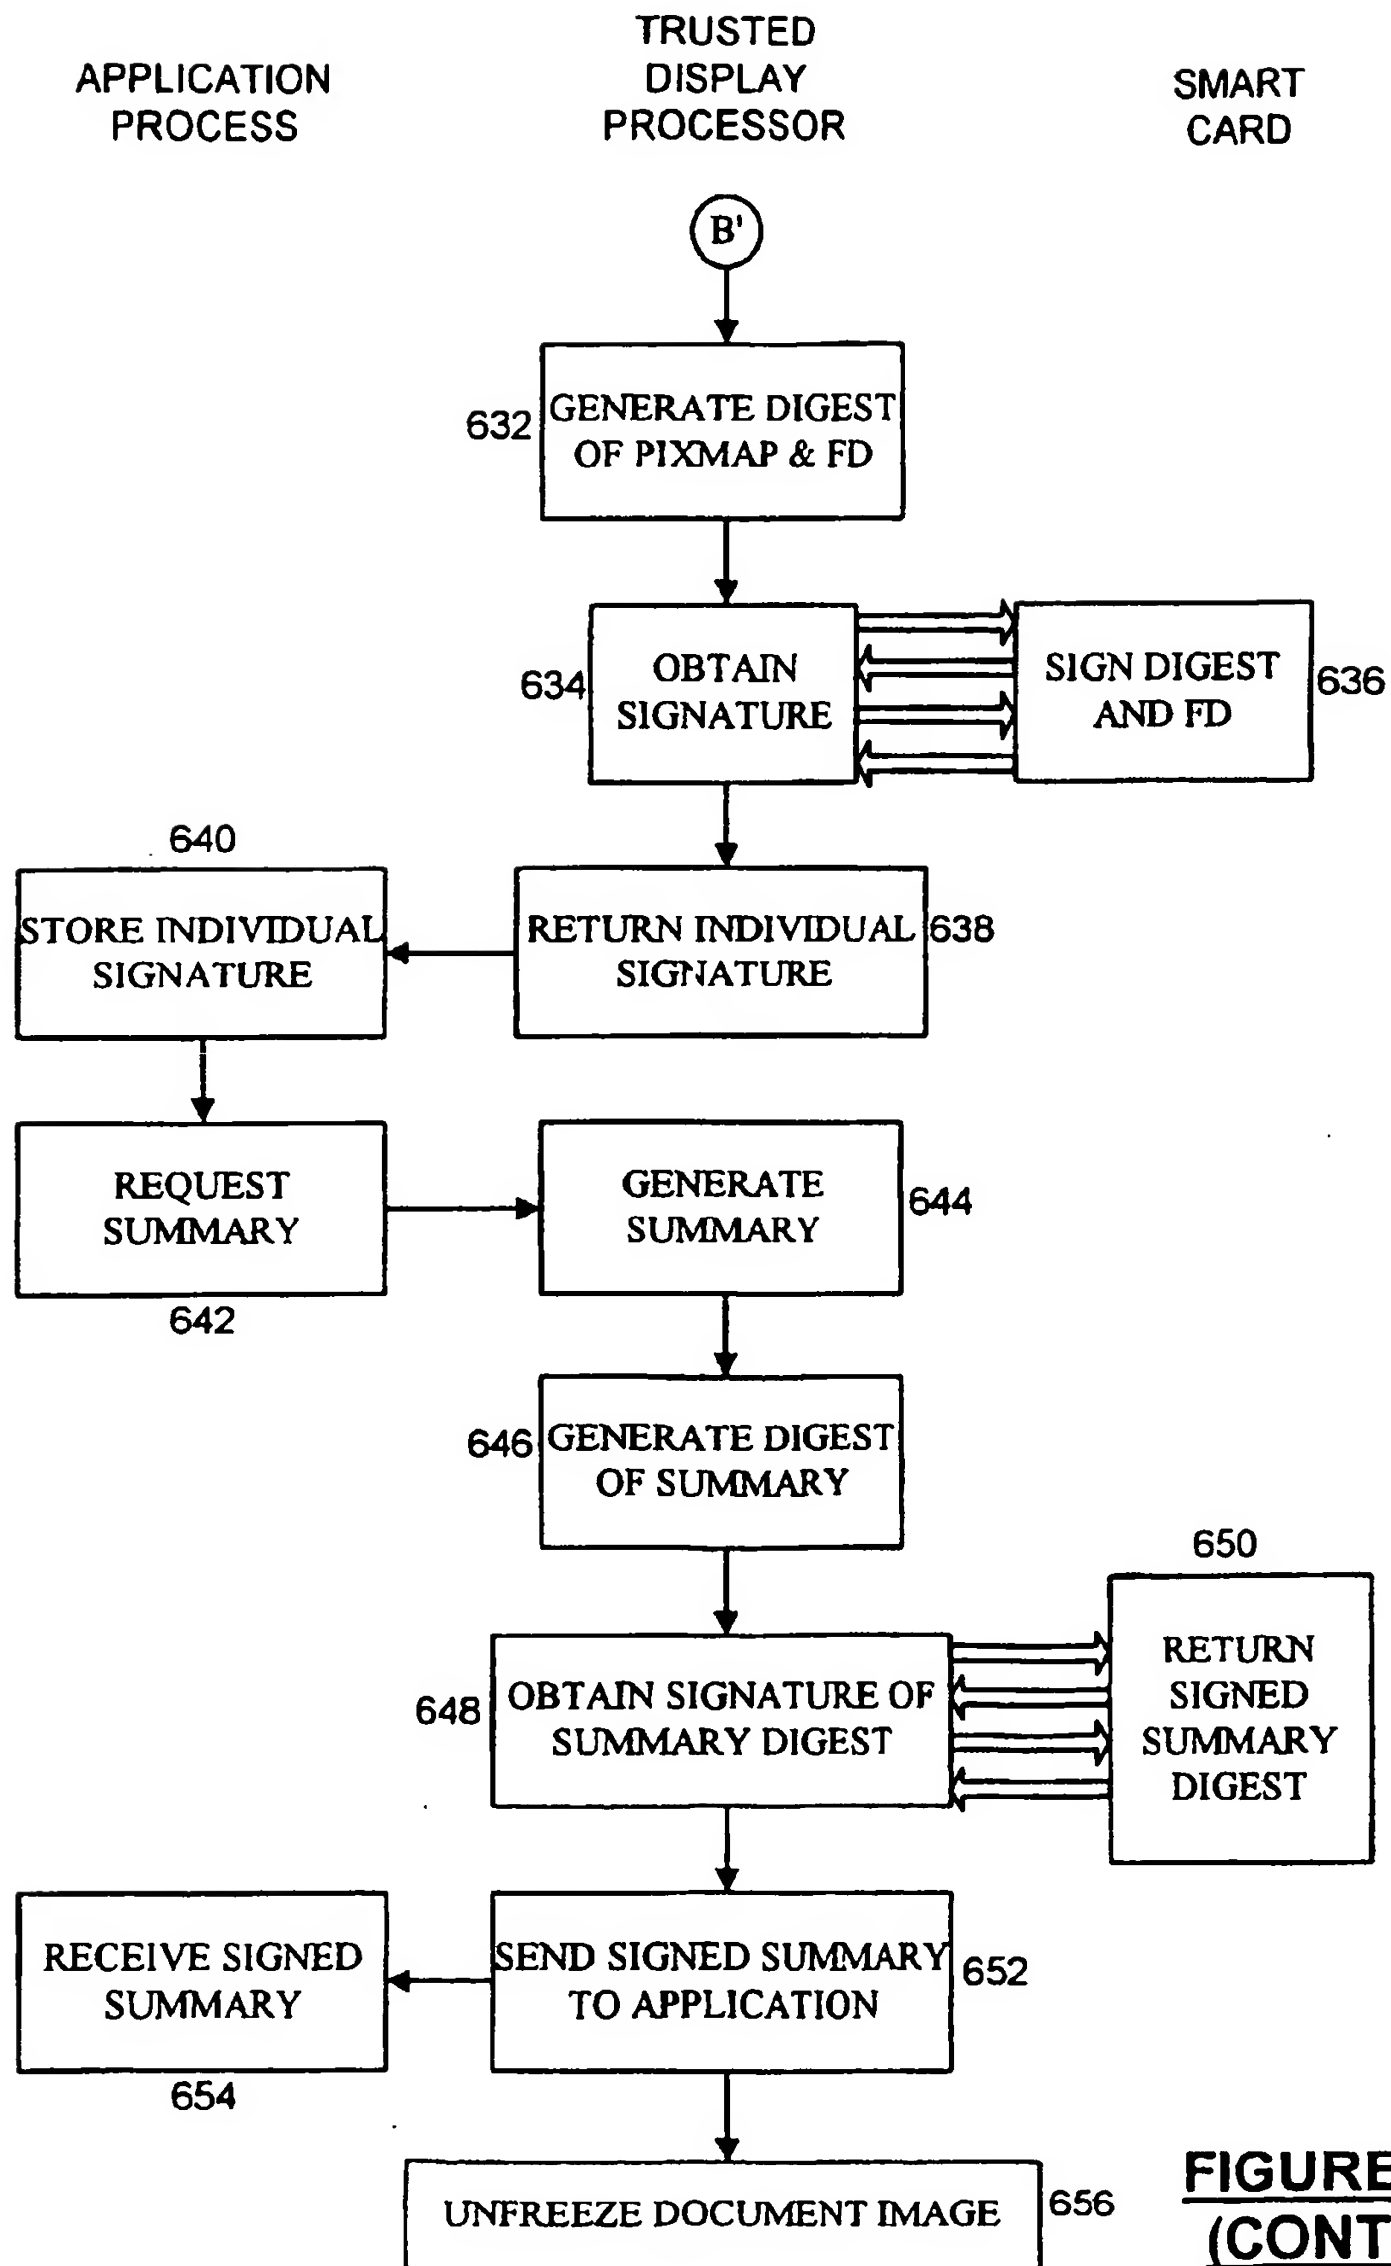 APPLICATION
PROCESS
TRUSTED
DISPLAY
PROCESSOR
SMART
CARD
B'
632
GENERATE DIGEST
OF PIXMAP & FD
634
OBTAIN
SIGNATURE
SIGN DIGEST
AND FD
636
640
STORE INDIVIDUAL
SIGNATURE
RETURN INDIVIDUAL
SIGNATURE
638
REQUEST
SUMMARY
642
GENERATE
SUMMARY
644
646
GENERATE DIGEST
OF SUMMARY
648
OBTAIN SIGNATURE OF
SUMMARY DIGEST
650
RETURN
SIGNED
SUMMARY
DIGEST
RECEIVE SIGNED
SUMMARY
654
SEND SIGNED SUMMARY
TO APPLICATION
652
UNFREEZE DOCUMENT IMAGE
656
FIGURE
(CONT